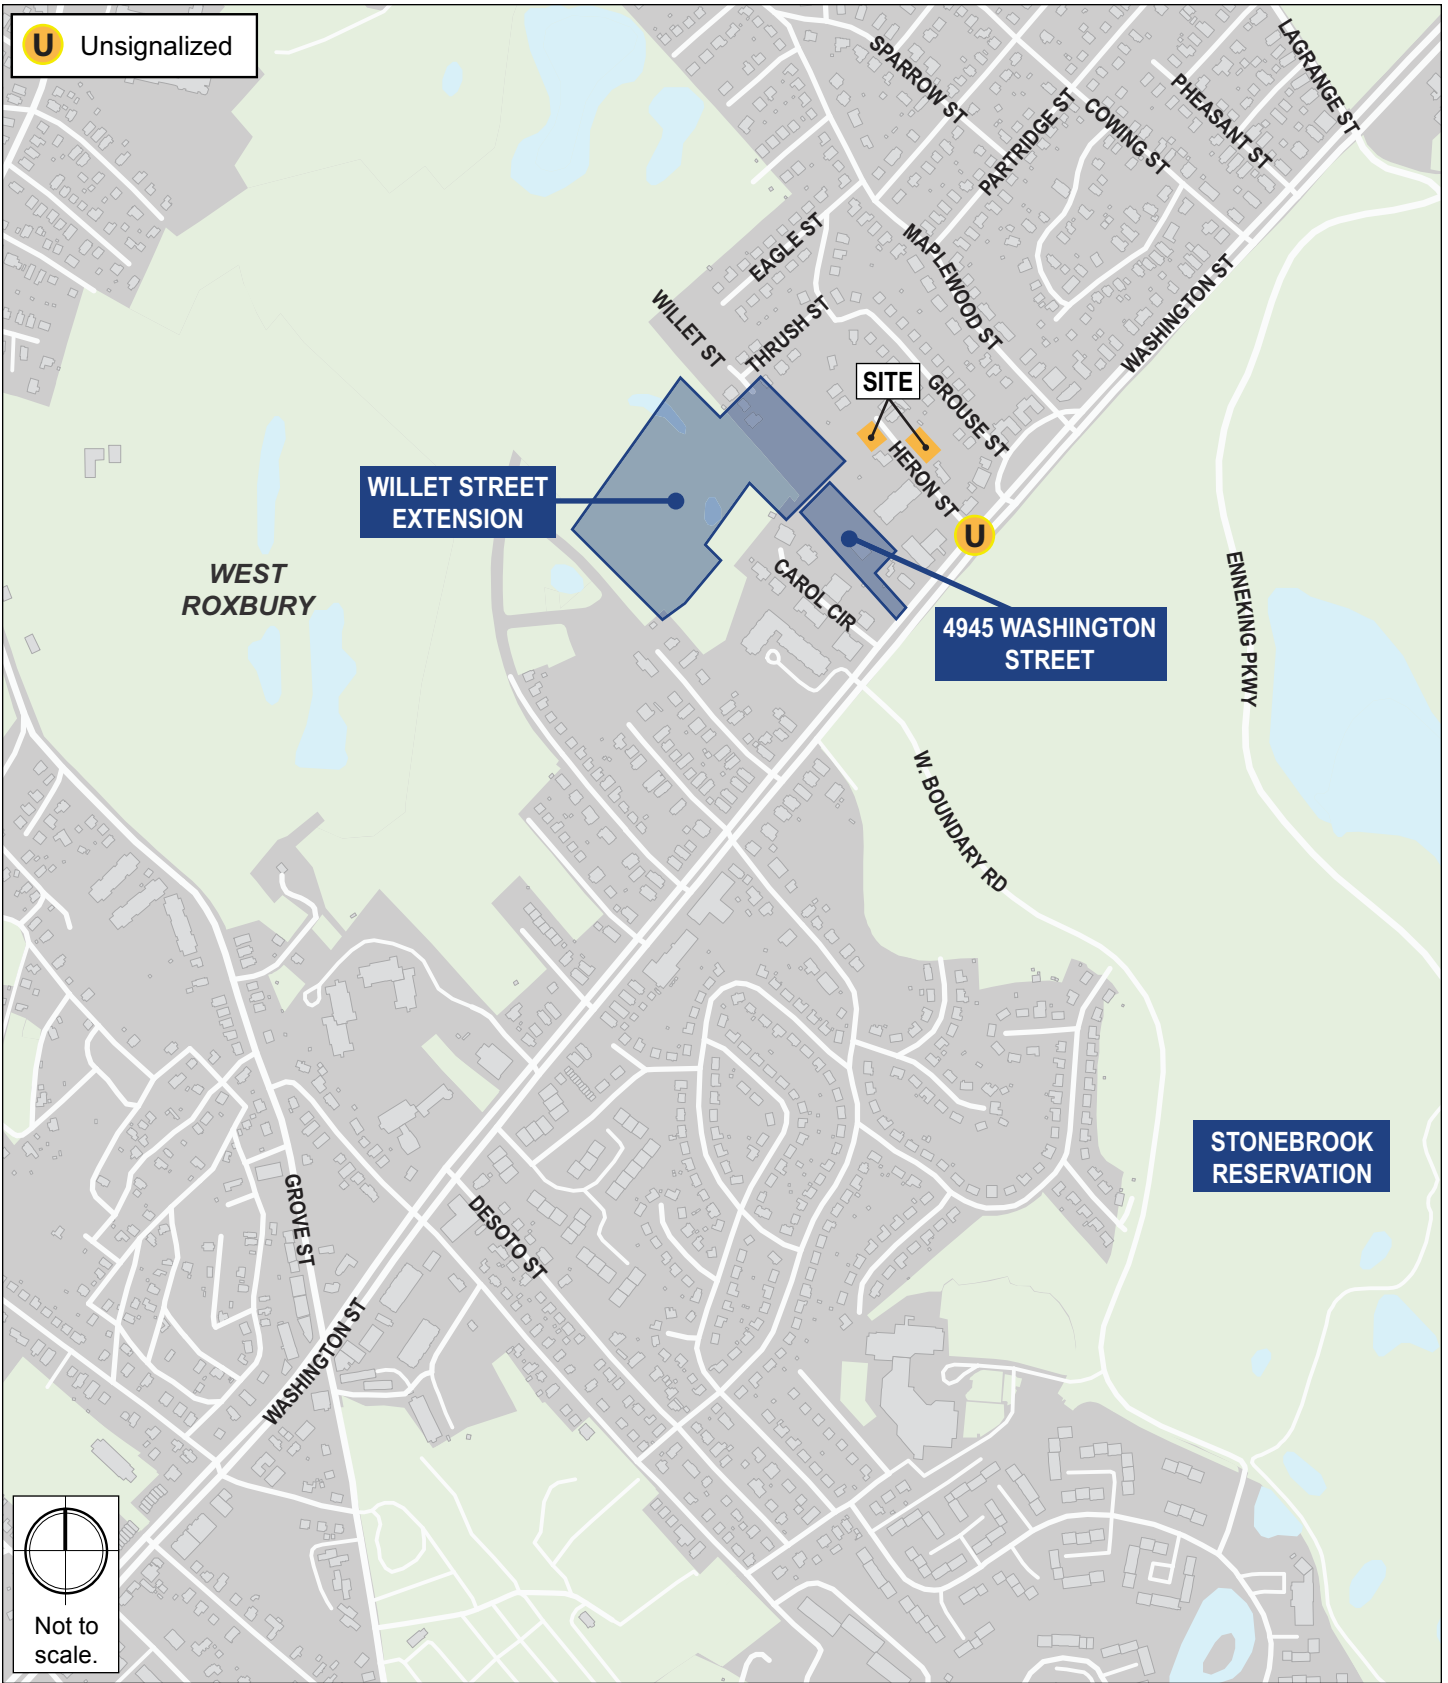 U Unsignalized
LAGRANGE ST
SPARROW ST
PHEASANT ST
PARTRIDGE ST
COWING ST
EAGLE ST
MAPLEWOOD ST
WASHINGTON ST
WILLET ST
THRUSH ST
SITE
GROUSE ST
HERON ST
WILLET STREET
EXTENSION
U
WEST
ROXBURY
CAROL CIR
4945 WASHINGTON
STREET
ENNEKING PKWY
W. BOUNDARY RD
STONEBROOK
RESERVATION
GROVE ST
DESOTO ST
WASHINGTON ST
Not to
scale.